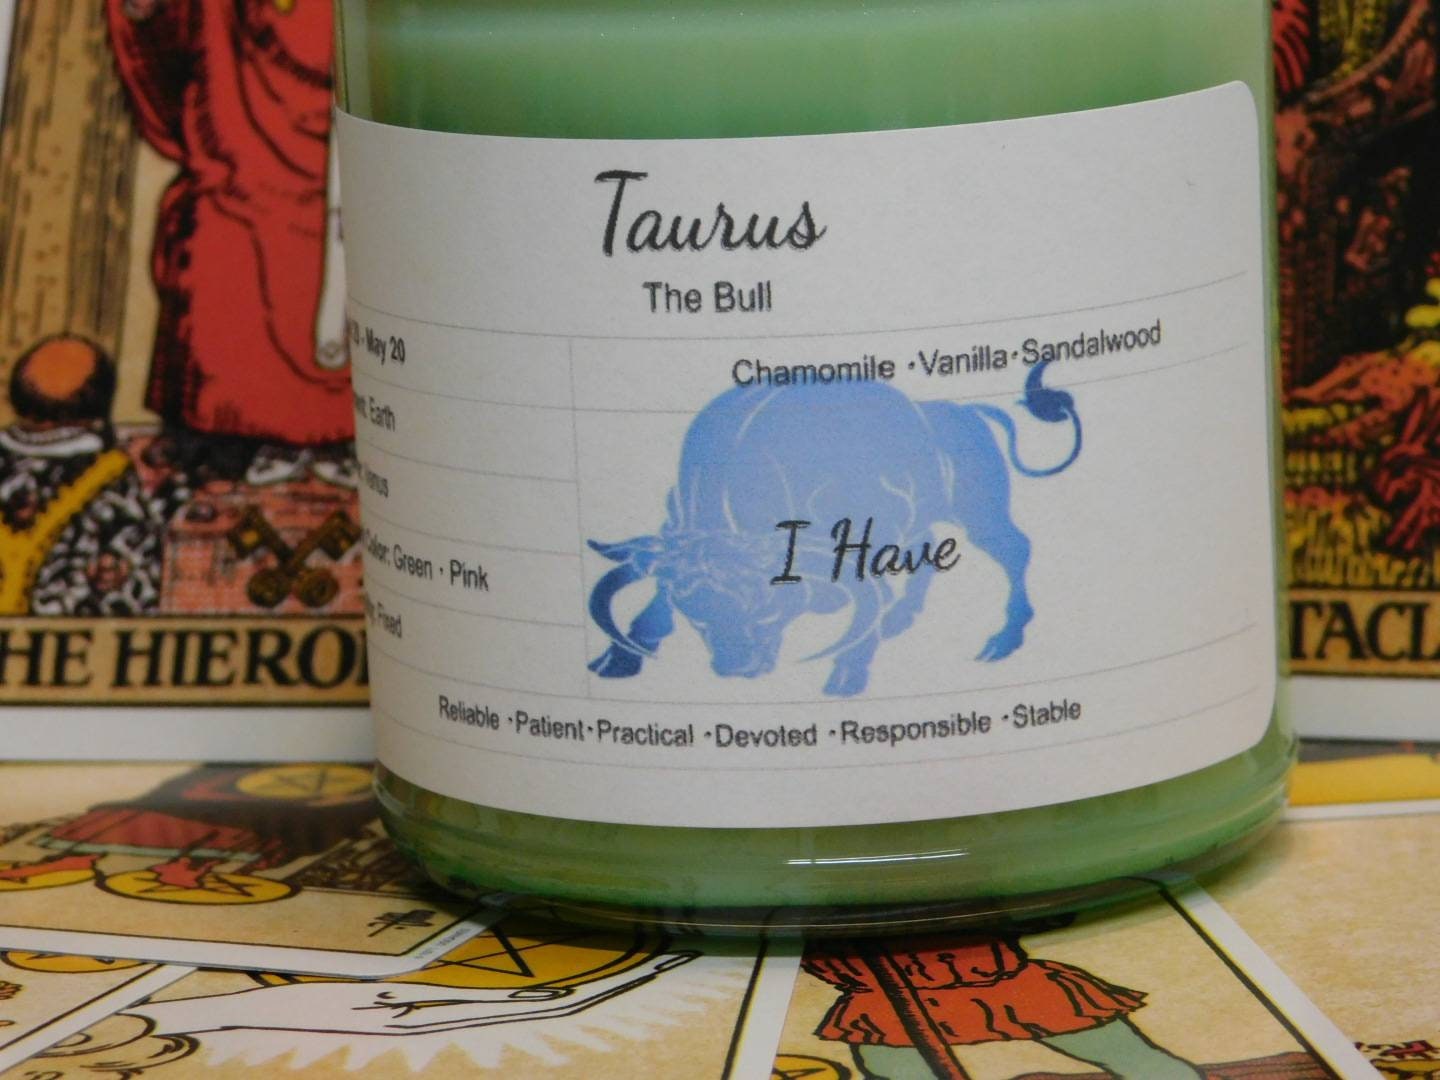 Taurus
The Bull
20 - May 20
Chamomile · Vanilla · Sandalwood
Earth
Color: Green · Pink
I Have
Fixed
Reliable · Patient · Practical · Devoted · Responsible · Stable
HE HIERO
TACL